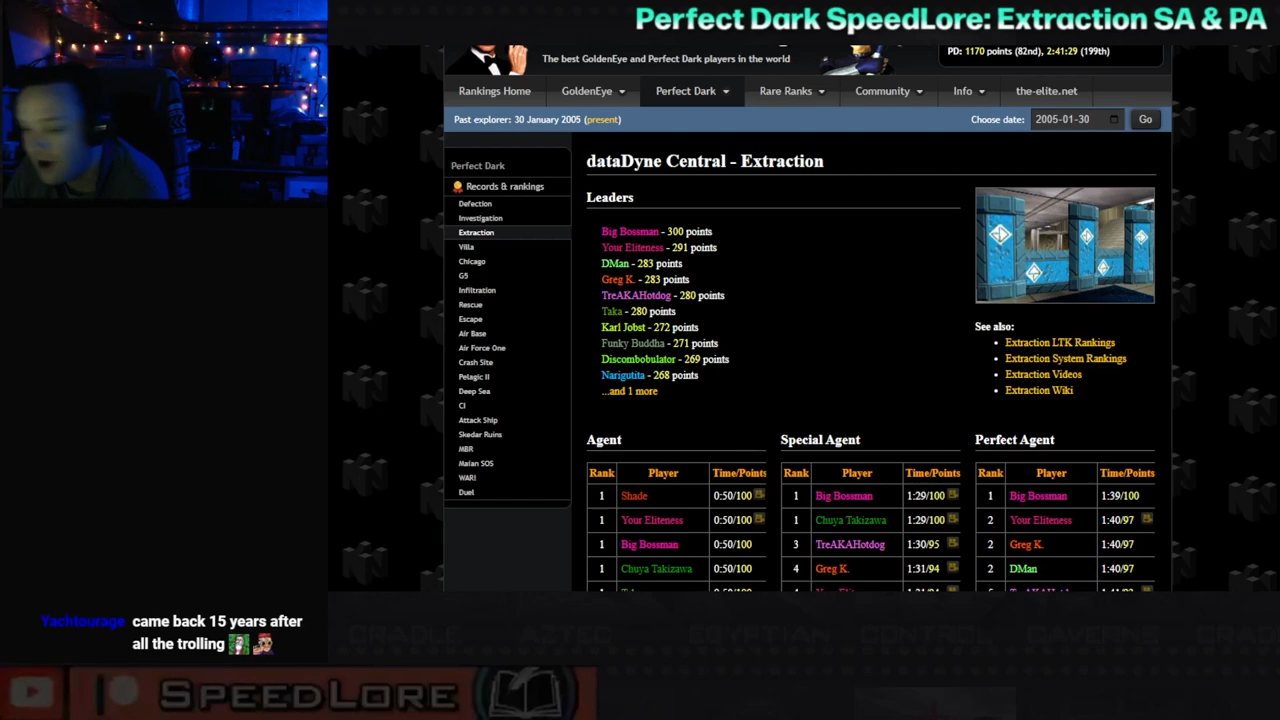 Perfect Dark SpeedLore: Extraction SA & PA
PD: 1170 points (82nd), 2:41:29 (199th)
The best GoldenEye and Perfect Dark players in the world
Rankings Home GoldenEye Perfect Dark Rare Ranks Community Info the-elite.net
Past explorer: 30 January 2005 (present) Choose date: 2005-01-30 Go
Perfect Dark
Records & rankings
Defection
Investigation
Extraction
Villa
Chicago
G5
Infiltration
Rescue
Escape
Air Base
Air Force One
Crash Site
Pelagic II
Deep Sea
CI
Attack Ship
Skedar Ruins
MBR
Maian SOS
WAR!
Duel
dataDyne Central - Extraction
Leaders
Big Bossman - 300 points
Your Eliteness - 291 points
DMan - 283 points
Greg K. - 283 points
TreAKAHotdog - 280 points
Taka - 280 points
Karl Jobst - 272 points
Funky Buddha - 271 points
Discombobulator - 269 points
Narigutita - 268 points
...and 1 more
See also:
• Extraction LTK Rankings
• Extraction System Rankings
• Extraction Videos
• Extraction Wiki
Agent
Rank Player Time/Points
1 Shade 0:50/100
1 Your Eliteness 0:50/100
1 Big Bossman 0:50/100
1 Chuya Takizawa 0:50/100
Special Agent
Rank Player Time/Points
1 Big Bossman 1:29/100
1 Chuya Takizawa 1:29/100
3 TreAKAHotdog 1:30/95
4 Greg K. 1:31/94
Perfect Agent
Rank Player Time/Points
1 Big Bossman 1:39/100
2 Your Eliteness 1:40/97
2 Greg K. 1:40/97
2 DMan 1:40/97
Yachtourage came back 15 years after
all the trolling
CRADLE AZTEC EGYPTIAN CONTROL CAVERNS
SPEEDLORE